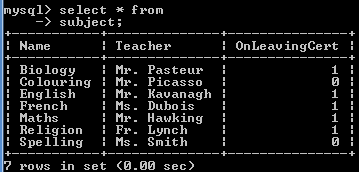 mysql> select * from
    -> subject;
+-----------+--------------+---------------+
| Name      | Teacher      | OnLeavingCert |
+-----------+--------------+---------------+
| Biology   | Mr. Pasteur  |             1 |
| Colouring | Mr. Picasso  |             0 |
| English   | Mr. Kavanagh |             1 |
| French    | Ms. Dubois   |             1 |
| Maths     | Mr. Hawking  |             1 |
| Religion  | Fr. Lynch    |             1 |
| Spelling  | Ms. Smith    |             0 |
+-----------+--------------+---------------+
7 rows in set (0.00 sec)